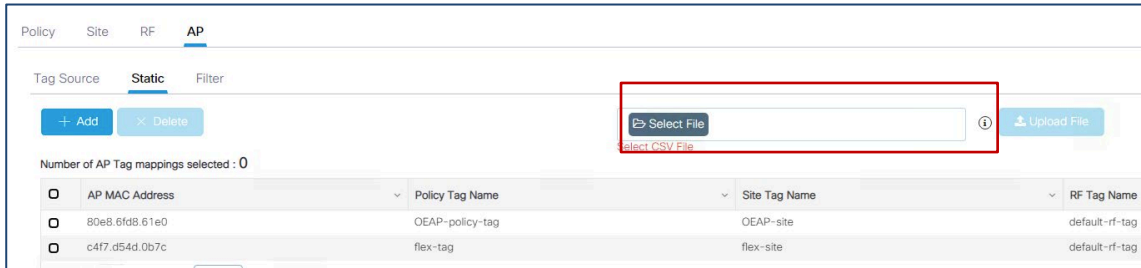 Policy Site RF AP
Tag Source Static Filter
+ Add × Delete Select File Upload File
Select CSV File
Number of AP Tag mappings selected : 0
AP MAC Address Policy Tag Name Site Tag Name RF Tag Name
80e8.6fd8.61e0 OEAP-policy-tag OEAP-site default-rf-tag
c4f7.d54d.0b7c flex-tag flex-site default-rf-tag